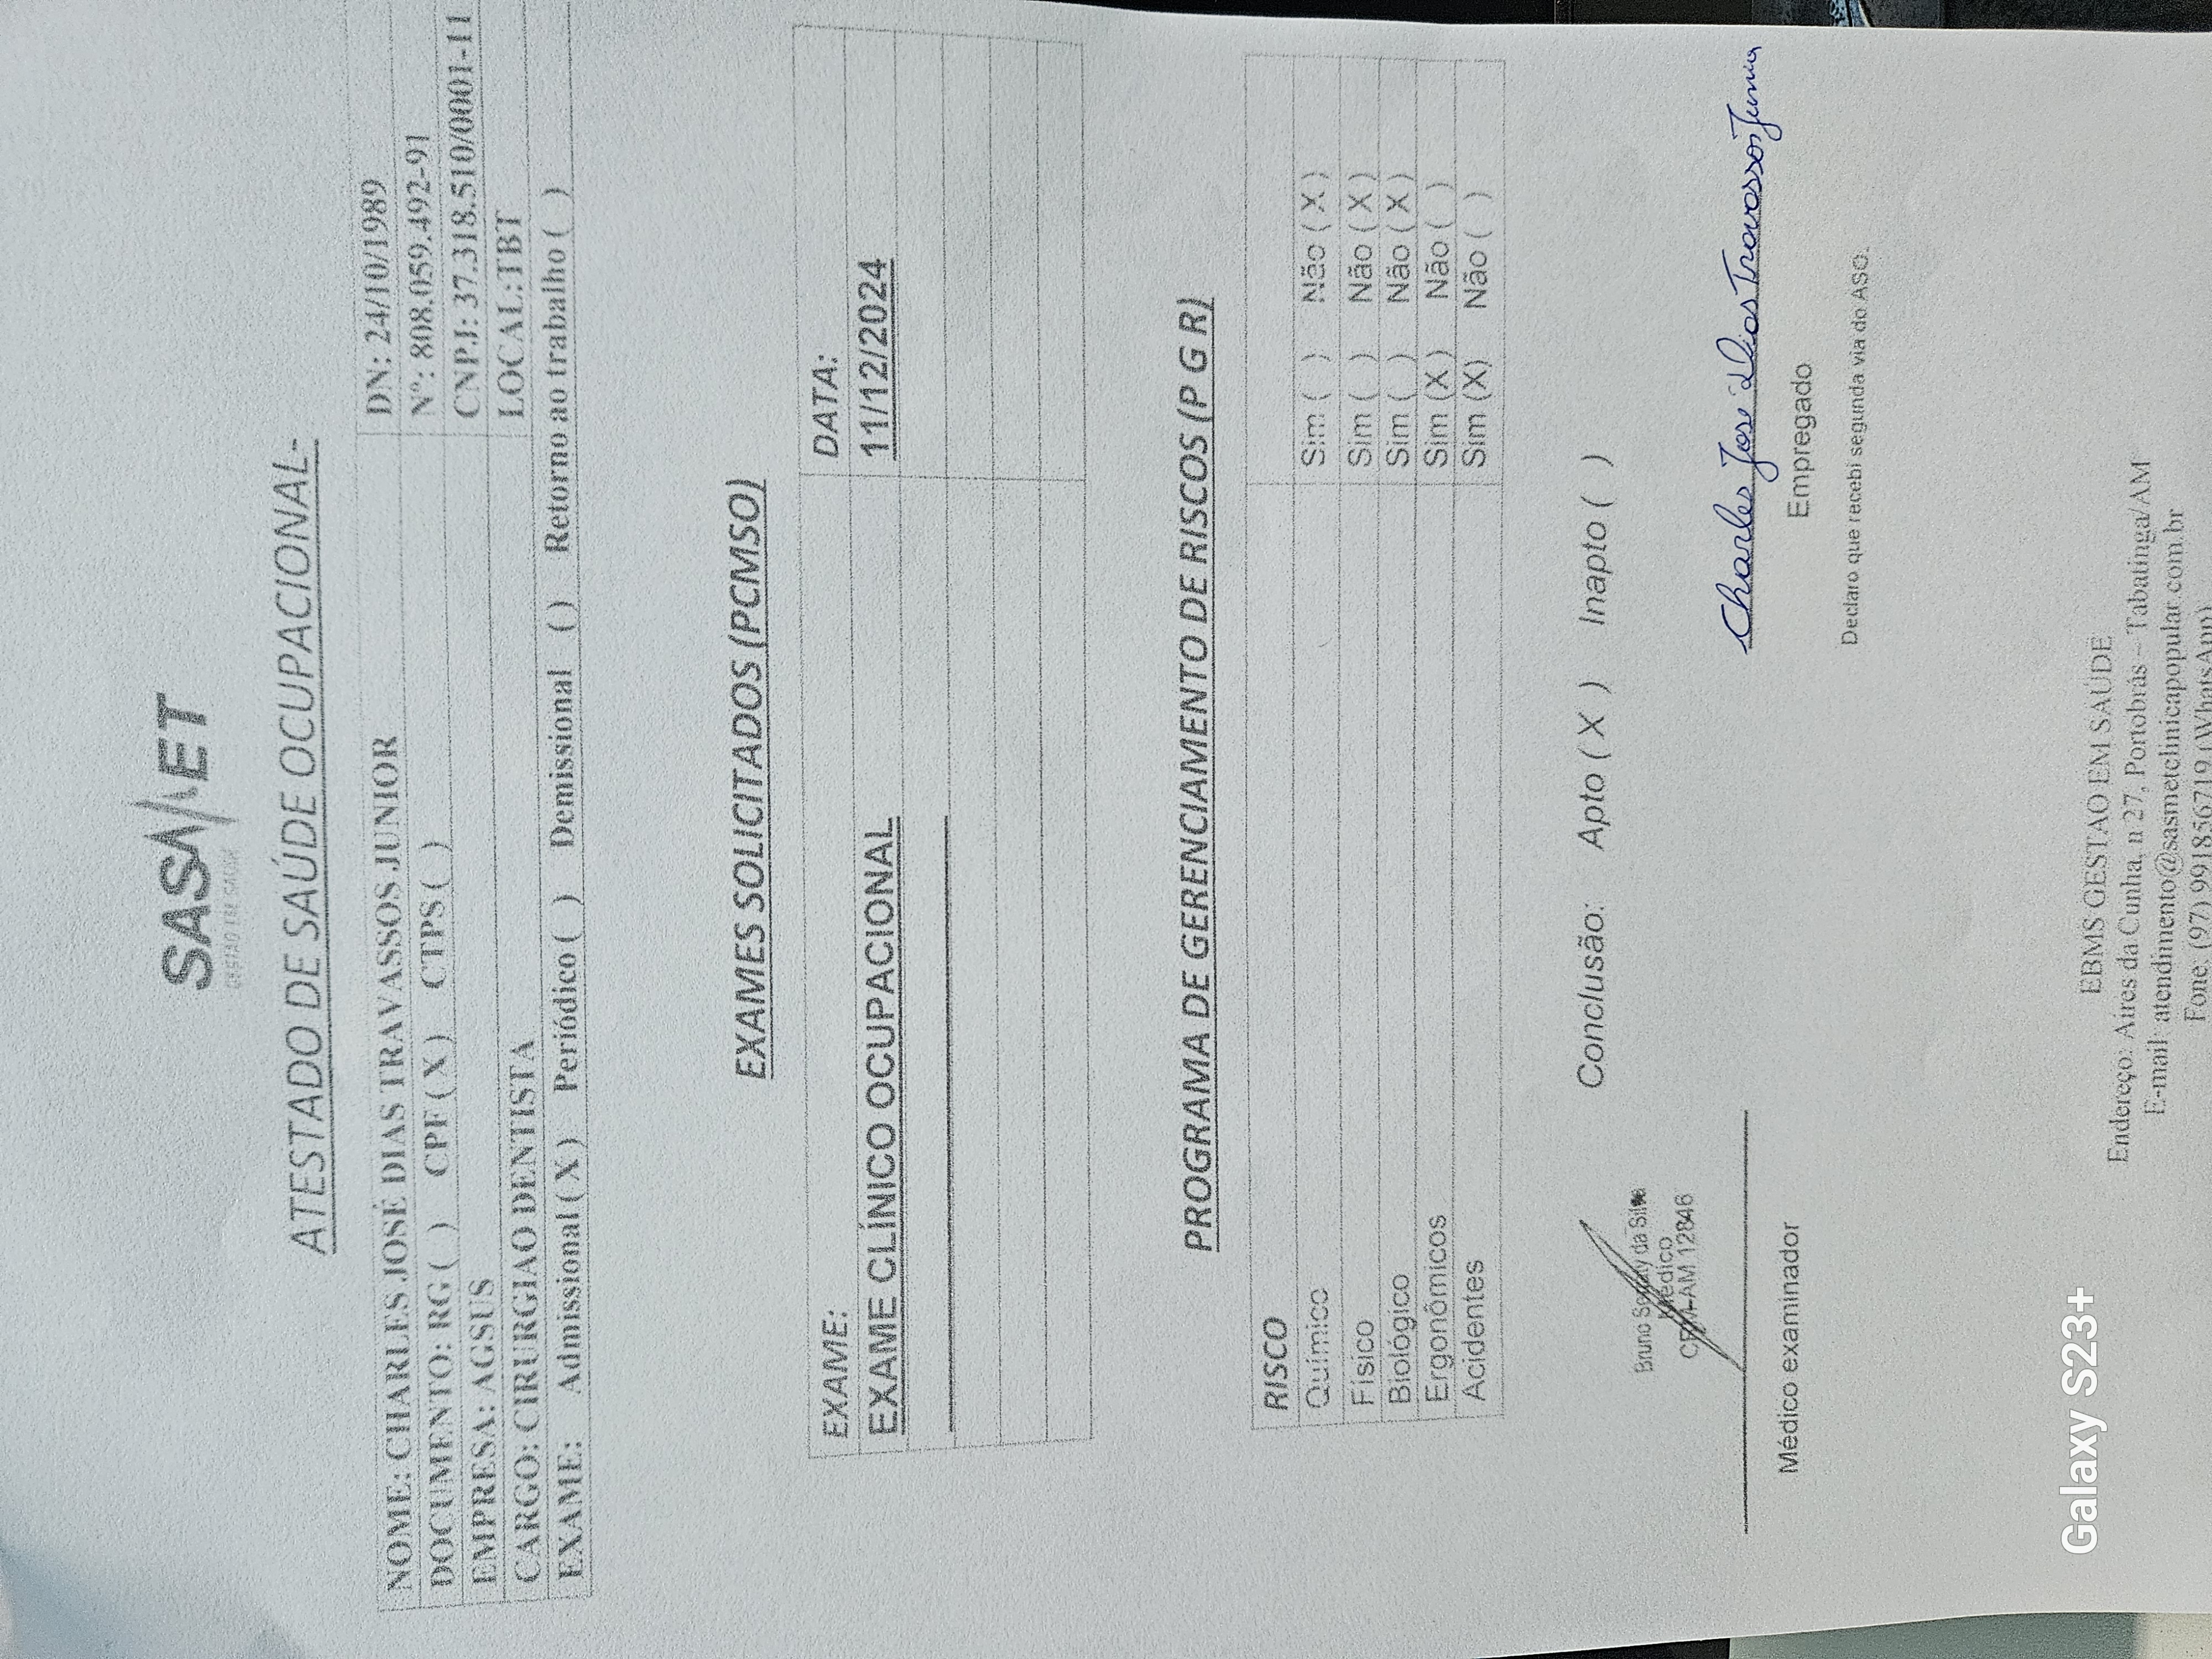 SASMET
GESTÃO EM SAÚDE
ATESTADO DE SAÚDE OCUPACIONAL-
NOME: CHARLES JOSÉ DIAS TRAVASSOS JUNIOR DN: 24/10/1989
DOCUMENTO: RG ( ) CPF ( X ) CTPS ( ) Nº: 808.059.492-91
EMPRESA: AGSUS CNPJ: 37.318.510/0001-11
CARGO: CIRURGIAO DENTISTA LOCAL:TBT
EXAME: Admissional ( X ) Periódico ( ) Demissional ( ) Retorno ao trabalho ( )
EXAMES SOLICITADOS (PCMSO)
EXAME: DATA:
EXAME CLÍNICO OCUPACIONAL 11/12/2024
PROGRAMA DE GERENCIAMENTO DE RISCOS (P G R)
RISCO
Químico Sim ( ) Não ( X )
Físico Sim ( ) Não ( X )
Biológico Sim ( ) Não ( X )
Ergonômicos Sim (X ) Não ( )
Acidentes Sim (X) Não ( )
Conclusão: Apto ( X ) Inapto ( )
Bruno da Silva
Médico
CRM-AM 12846
Charles José Dias Travassos Junior
Médico examinador
Empregado
Declaro que recebi segunda via do ASO.
Galaxy S23+
EBMS GESTAO EM SAÚDE
Endereço: Aires da Cunha, n 27, Portobrás – Tabatinga/AM
E-mail: atendimento@sasmetclinicapopular.com.br
Fone: (97) 991856719 (WhatsApp)